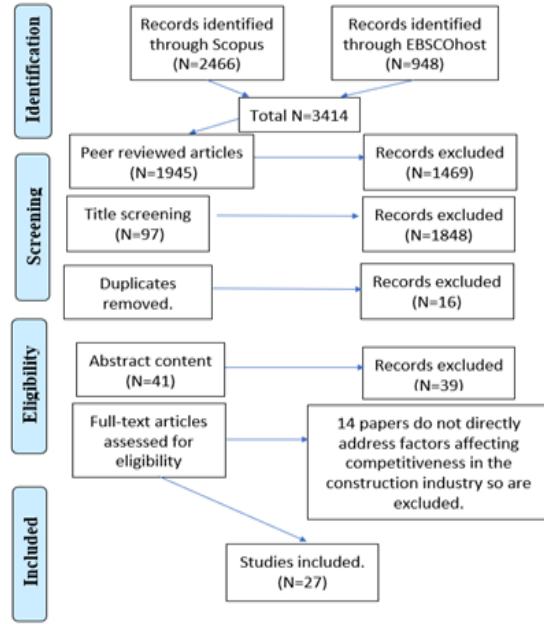 Identification
Records identified
through Scopus
(N=2466)
Records identified
through EBSCOhost
(N=948)
Total N=3414
Screening
Peer reviewed articles
(N=1945)
Records excluded
(N=1469)
Title screening
(N=97)
Records excluded
(N=1848)
Duplicates
removed.
Records excluded
(N=16)
Eligibility
Abstract content
(N=41)
Records excluded
(N=39)
Full-text articles
assessed for
eligibility
14 papers do not directly
address factors affecting
competitiveness in the
construction industry so are
excluded.
Included
Studies included.
(N=27)